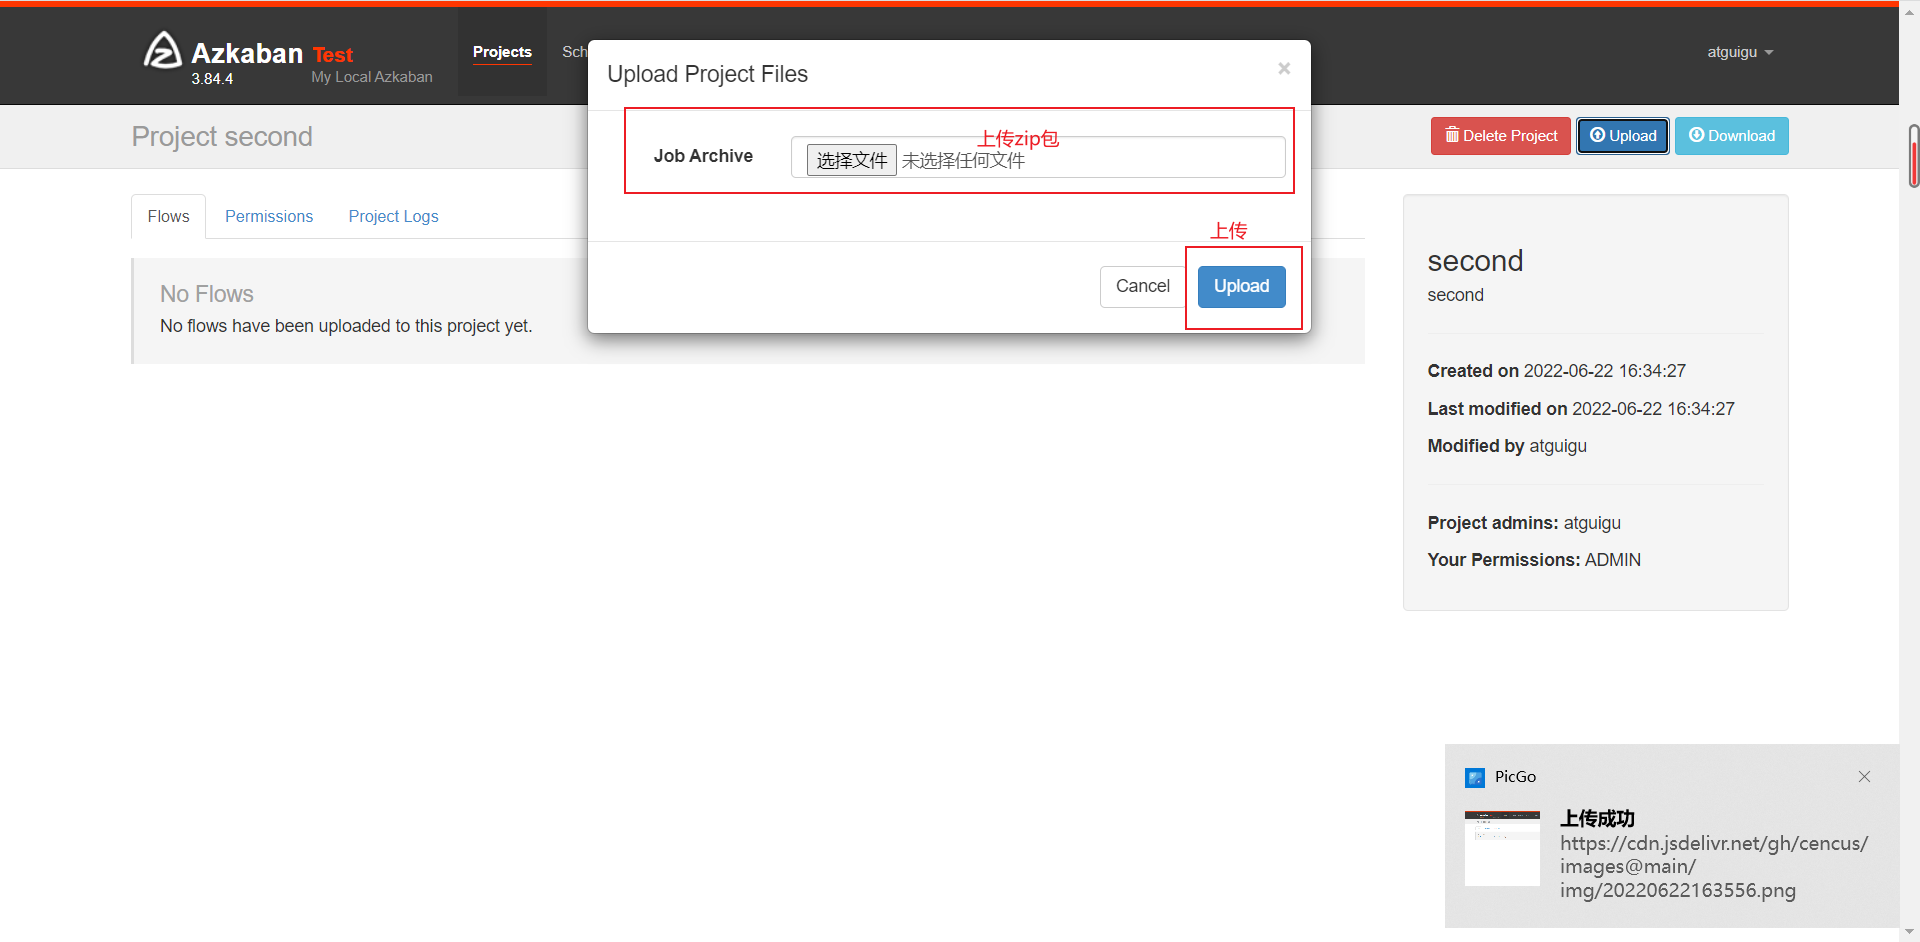 Azkaban Test
3.84.4
My Local Azkaban
Projects
Sch
atguigu
Upload Project Files
×
Project second
Delete Project
Upload
Download
上传zip包
Job Archive
选择文件 未选择任何文件
上传
Cancel
Upload
Flows
Permissions
Project Logs
No Flows
No flows have been uploaded to this project yet.
second
second
Created on 2022-06-22 16:34:27
Last modified on 2022-06-22 16:34:27
Modified by atguigu
Project admins: atguigu
Your Permissions: ADMIN
PicGo
上传成功
https://cdn.jsdelivr.net/gh/cencus/
images@main/
img/20220622163556.png